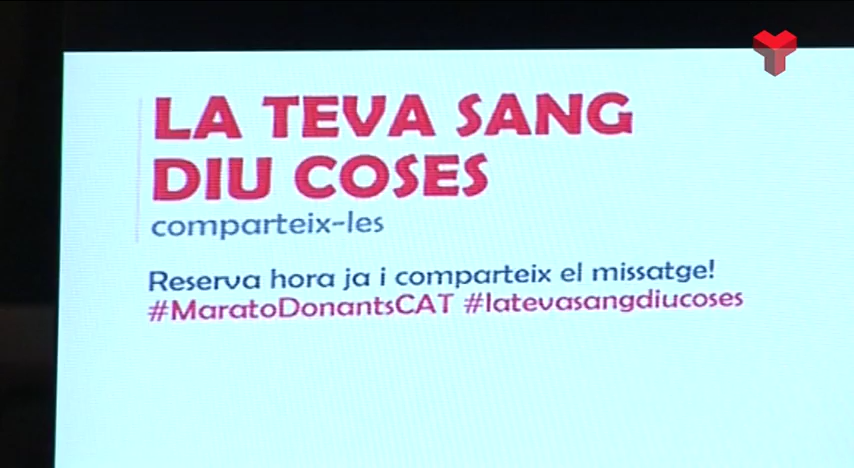 LA TEVA SANG
DIU COSES
comparteix-les
Reserva hora ja i comparteix el missatge!
#MaratoDonantsCAT #latevasangdiucoses